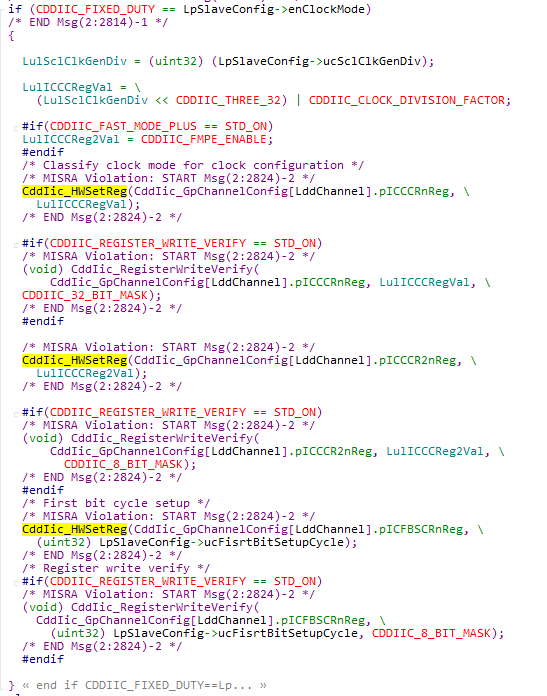 if (CDDIIC_FIXED_DUTY == LpSlaveConfig->enClockMode)
/* END Msg(2:2814)-1 */
{
LulSclClkGenDiv = (uint32) (LpSlaveConfig->ucSclClkGenDiv);
LulICCCRegVal = \
(LulSclClkGenDiv << CDDIIC_THREE_32) | CDDIIC_CLOCK_DIVISION_FACTOR;
#if(CDDIIC_FAST_MODE_PLUS == STD_ON)
LulICCCReg2Val = CDDIIC_FMPE_ENABLE;
#endif
/* Classify clock mode for clock configuration */
/* MISRA Violation: START Msg(2:2824)-2 */
CddIic_HWSetReg(CddIic_GpChannelConfig[LddChannel].pICCCRnReg, \
LulICCCRegVal);
/* END Msg(2:2824)-2 */
#if(CDDIIC_REGISTER_WRITE_VERIFY == STD_ON)
/* MISRA Violation: START Msg(2:2824)-2 */
(void) CddIic_RegisterWriteVerify(
CddIic_GpChannelConfig[LddChannel].pICCCRnReg, LulICCCRegVal, \
CDDIIC_32_BIT_MASK);
/* END Msg(2:2824)-2 */
#endif
/* MISRA Violation: START Msg(2:2824)-2 */
CddIic_HWSetReg(CddIic_GpChannelConfig[LddChannel].pICCCR2nReg, \
LulICCCReg2Val);
/* END Msg(2:2824)-2 */
#if(CDDIIC_REGISTER_WRITE_VERIFY == STD_ON)
/* MISRA Violation: START Msg(2:2824)-2 */
(void) CddIic_RegisterWriteVerify(
CddIic_GpChannelConfig[LddChannel].pICCCR2nReg, LulICCCReg2Val, \
CDDIIC_8_BIT_MASK);
/* END Msg(2:2824)-2 */
#endif
/* First bit cycle setup */
/* MISRA Violation: START Msg(2:2824)-2 */
CddIic_HWSetReg(CddIic_GpChannelConfig[LddChannel].pICFBSCRnReg, \
(uint32) LpSlaveConfig->ucFisrtBitSetupCycle);
/* END Msg(2:2824)-2 */
/* Register write verify */
#if(CDDIIC_REGISTER_WRITE_VERIFY == STD_ON)
/* MISRA Violation: START Msg(2:2824)-2 */
(void) CddIic_RegisterWriteVerify(
CddIic_GpChannelConfig[LddChannel].pICFBSCRnReg, \
(uint32) LpSlaveConfig->ucFisrtBitSetupCycle, CDDIIC_8_BIT_MASK);
/* END Msg(2:2824)-2 */
#endif
} « end if CDDIIC_FIXED_DUTY==Lp... »